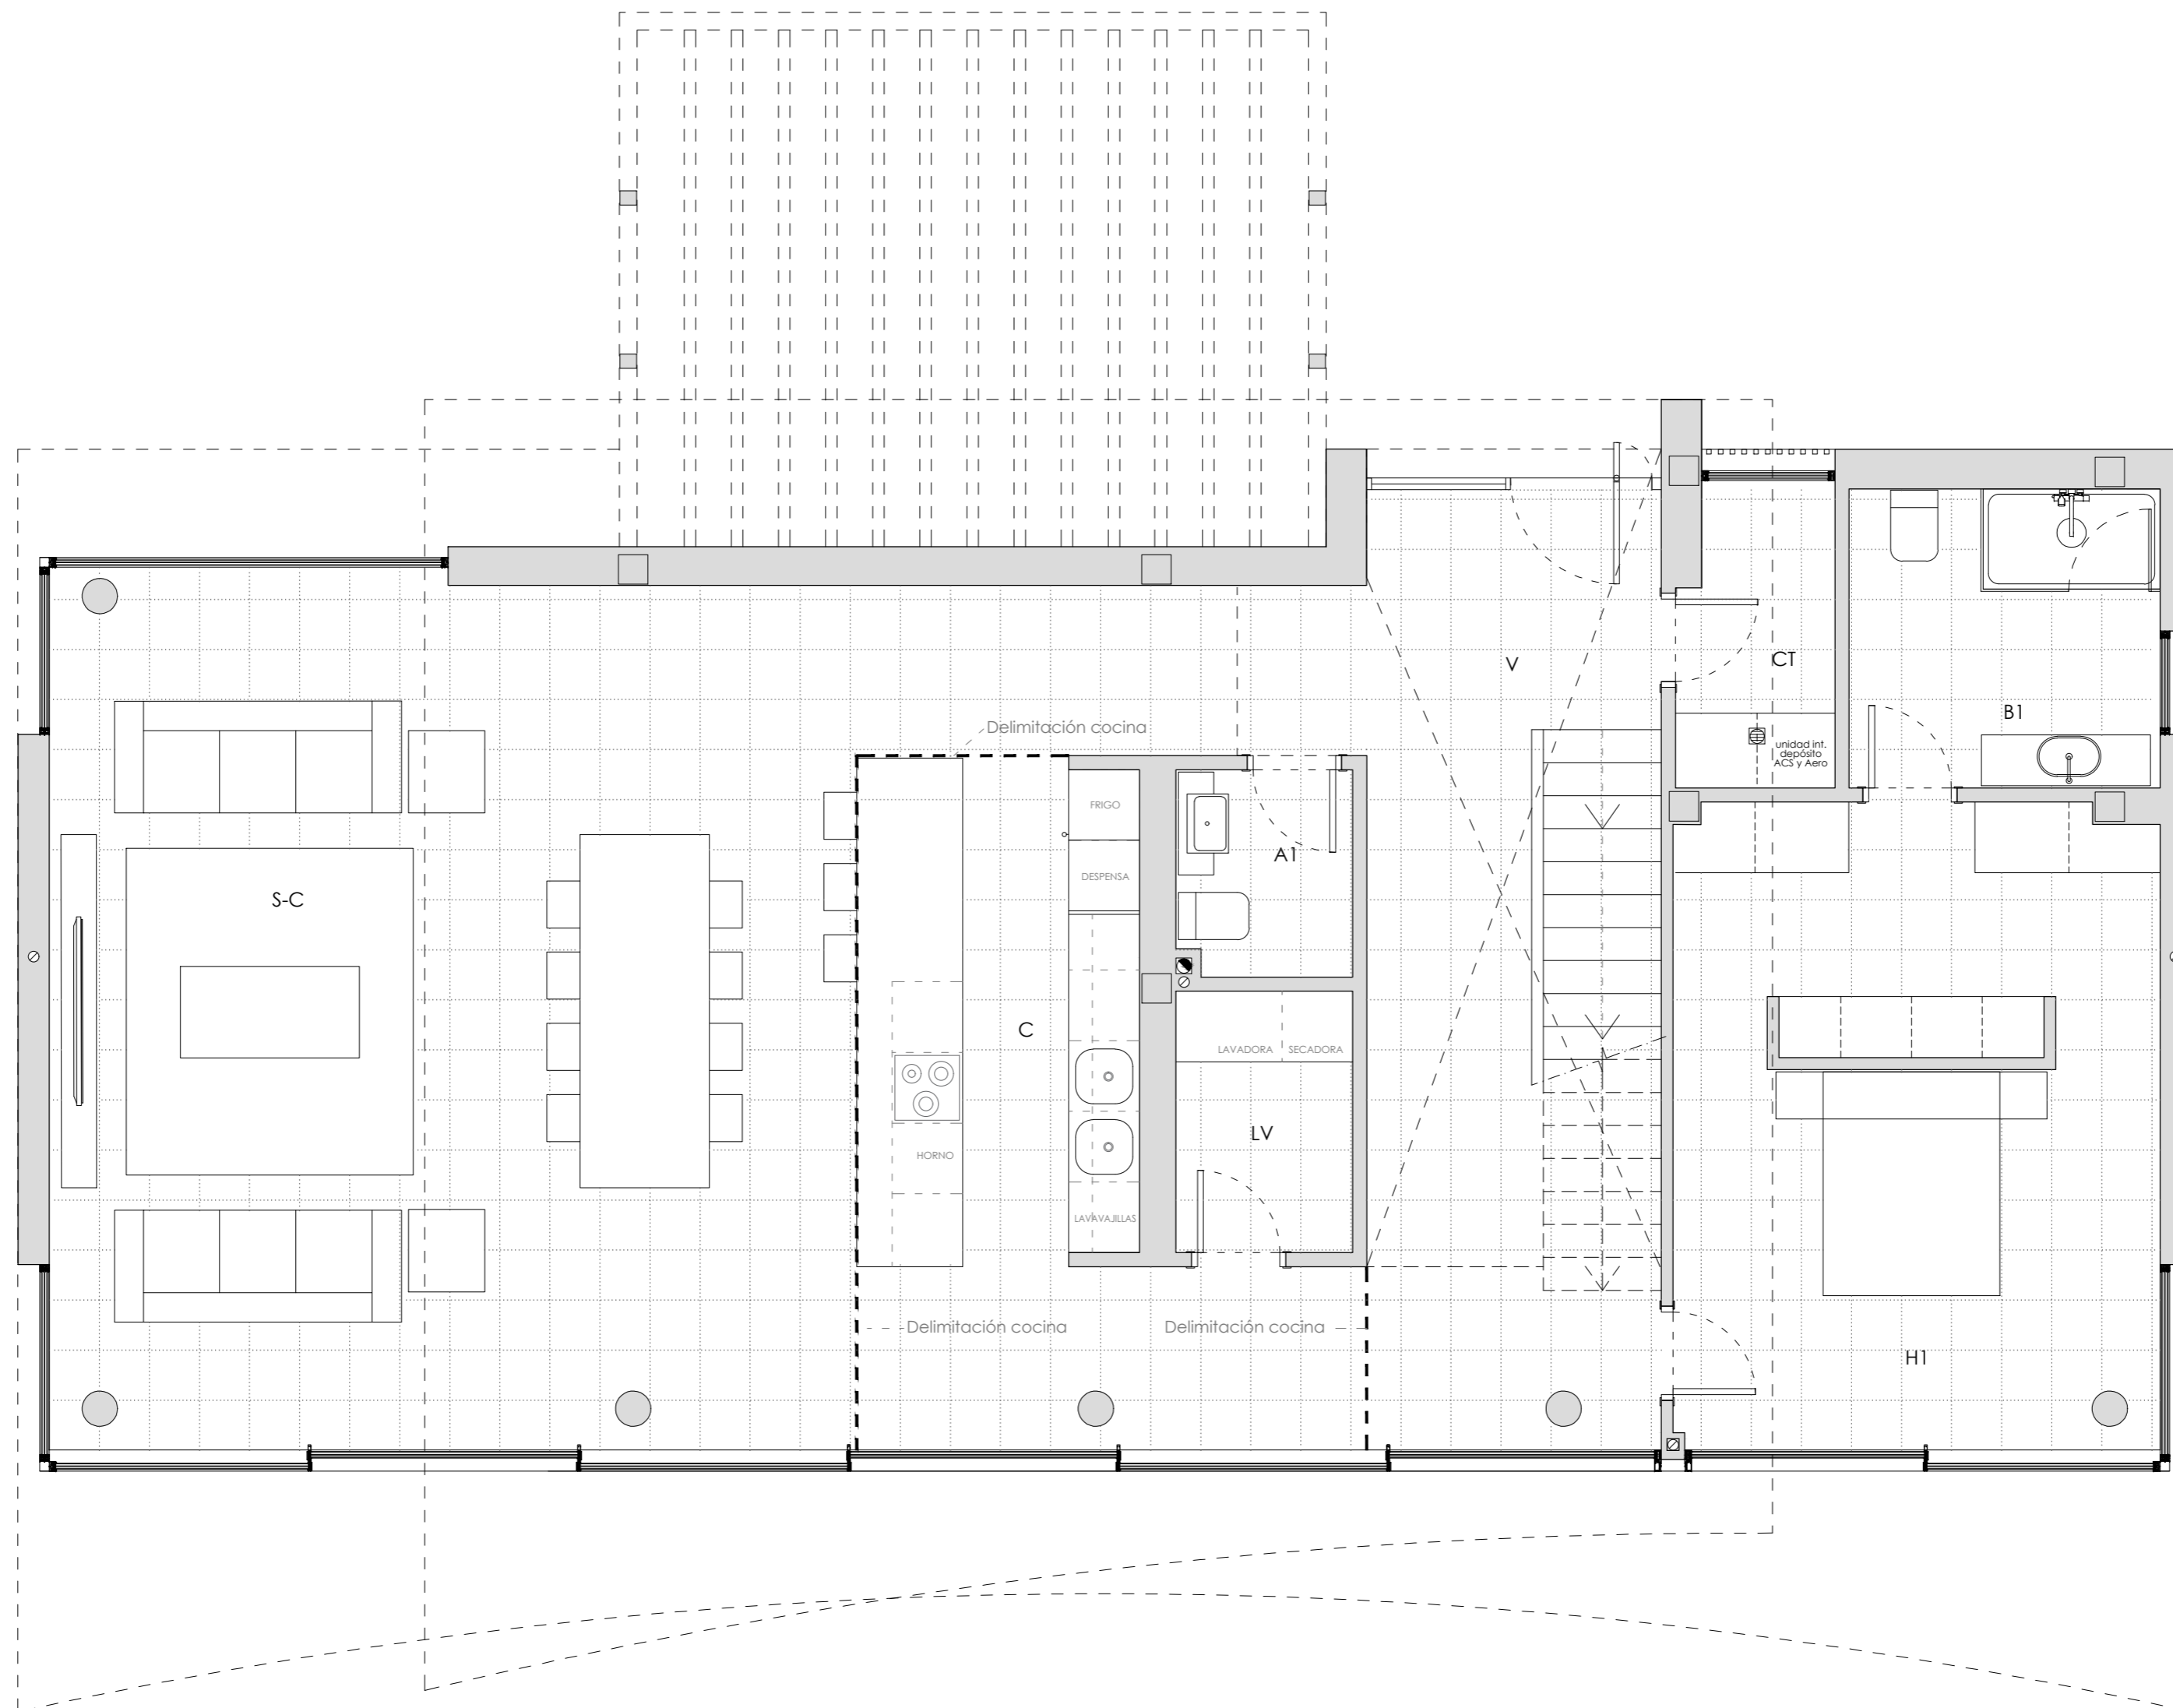 V
CT
B1
Delimitación cocina
unidad int.
depósito
ACS y Aero
FRIGO
A1
DESPENSA
S-C
C
LAVADORA
SECADORA
LV
HORNO
LAVAVAJILLAS
Delimitación cocina
Delimitación cocina
H1